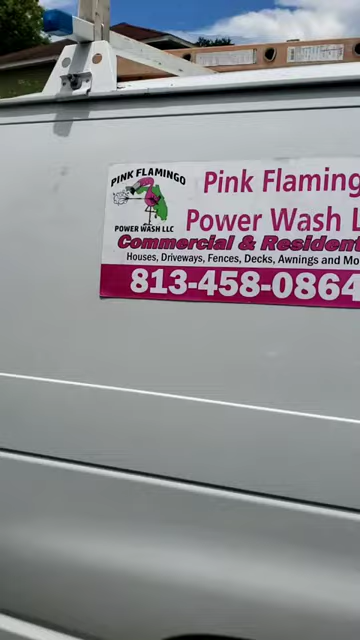 PINK FLAMINGO
POWER WASH LLC
Pink Flaming
Power Wash L
Commercial & Resident
Houses, Driveways, Fences, Decks, Awnings and Mo
813-458-0864